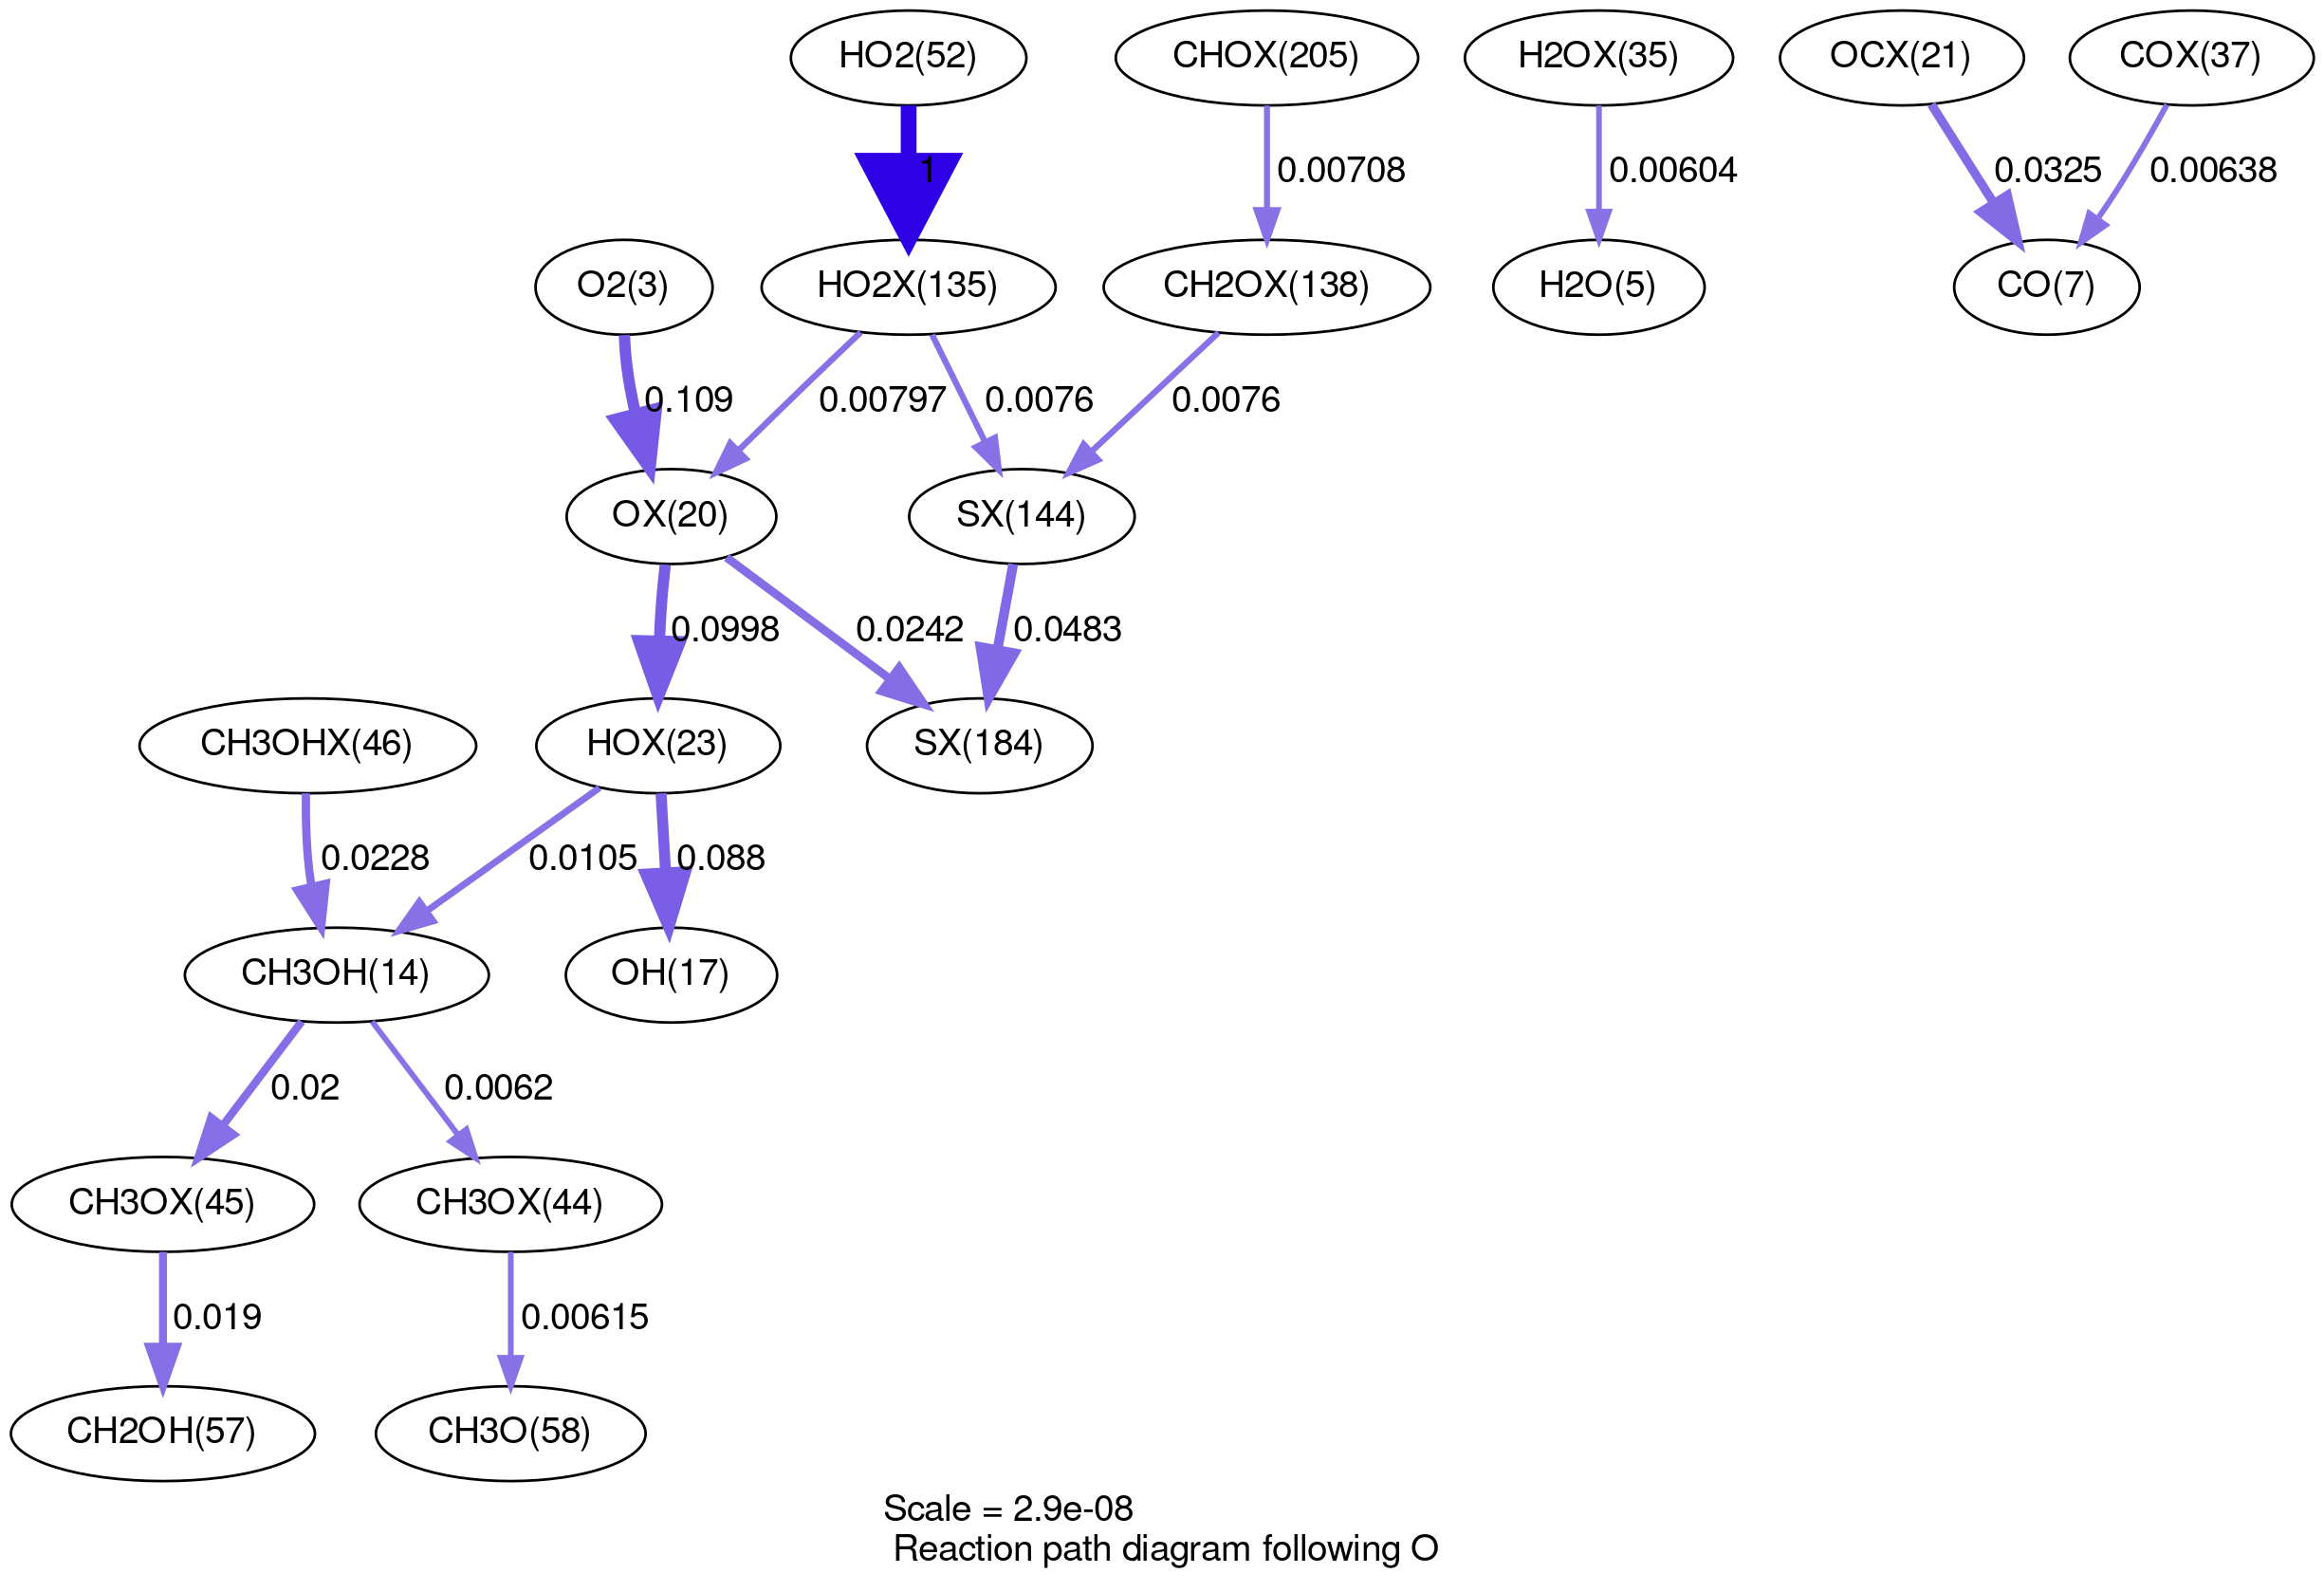 HO2(52)
CHOX(205)
H2OX(35)
OCX(21)
COX(37)
1
0.00708
0.00604
0.0325
0.00638
O2(3)
HO2X(135)
CH2OX(138)
H2O(5)
CO(7)
0.109
0.00797
0.0076
0.0076
OX(20)
SX(144)
0.0998
0.0242
0.0483
CH3OHX(46)
HOX(23)
SX(184)
0.0228
0.0105
0.088
CH3OH(14)
OH(17)
0.02
0.0062
CH3OX(45)
CH3OX(44)
0.019
0.00615
CH2OH(57)
CH3O(58)
Scale = 2.9e-08
Reaction path diagram following O